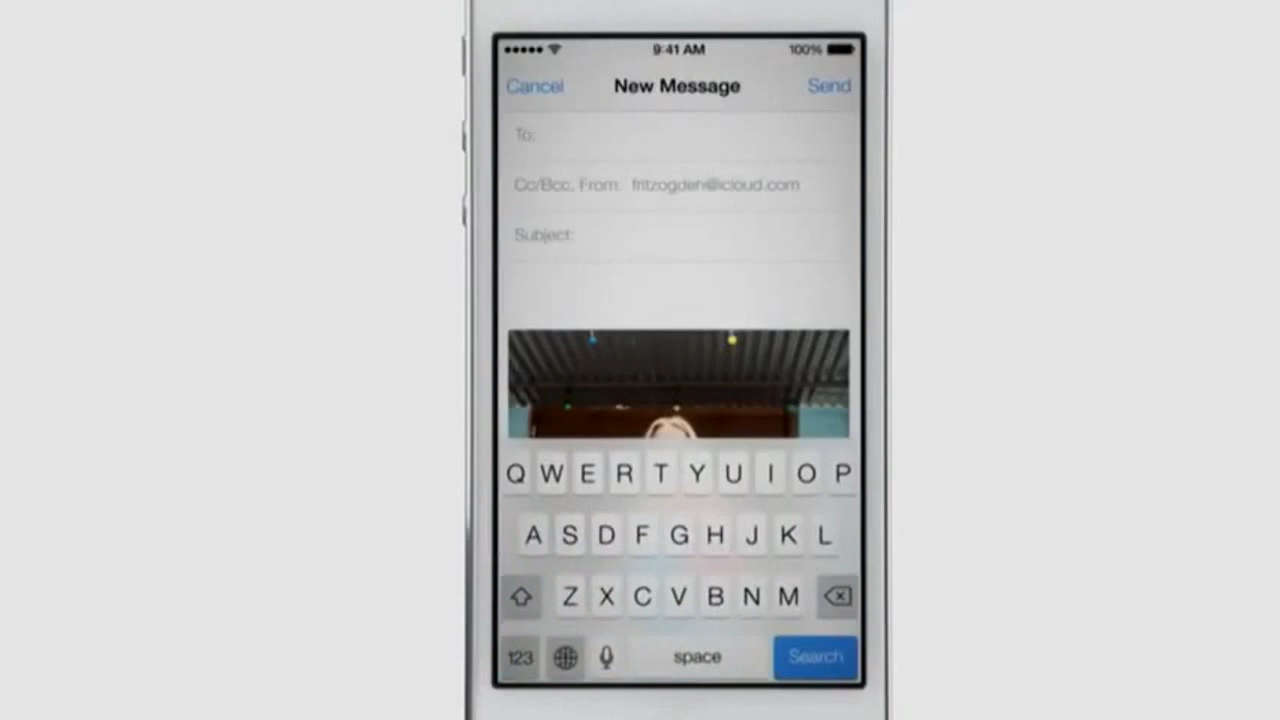 9:41 AM 100%
Cancel New Message Send
To:
Cc/Bcc, From: fritzogden@icloud.com
Subject:
Q W E R T Y U I O P
A S D F G H J K L
Z X C V B N M
123 space Search